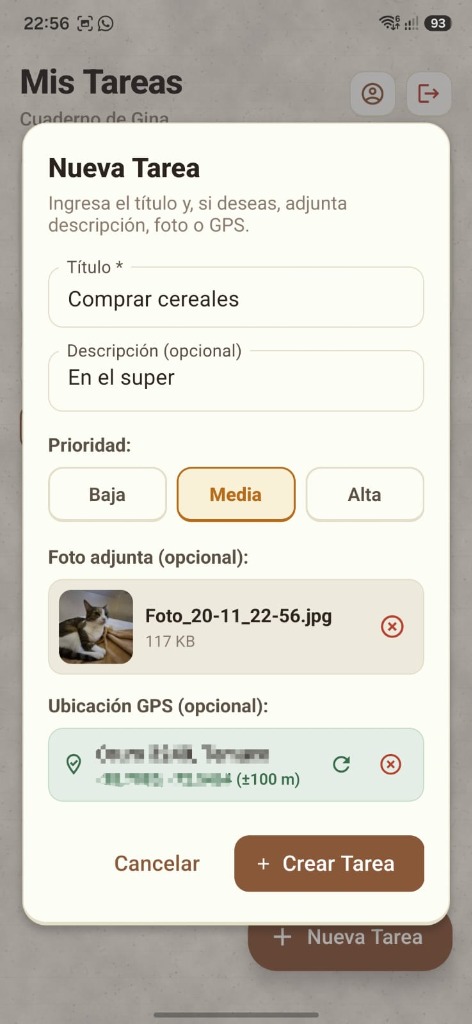 22:56
93
Mis Tareas
Cuaderno de Gina
Nueva Tarea
Ingresa el título y, si deseas, adjunta
descripción, foto o GPS.
Título *
Comprar cereales
Descripción (opcional)
En el super
Prioridad:
Baja Media Alta
Foto adjunta (opcional):
Foto_20-11_22-56.jpg
117 KB
Ubicación GPS (opcional):
(±100 m)
Cancelar + Crear Tarea
+ Nueva Tarea